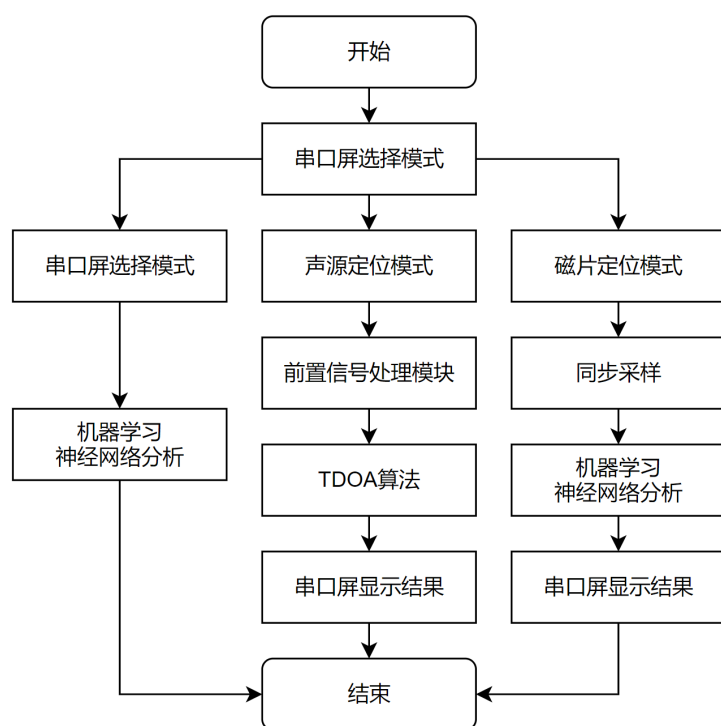 开始
串口屏选择模式
串口屏选择模式
声源定位模式
磁片定位模式
前置信号处理模块
同步采样
机器学习
神经网络分析
TDOA算法
机器学习
神经网络分析
串口屏显示结果
串口屏显示结果
结束